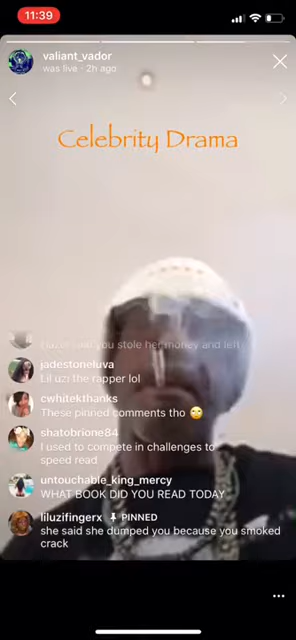 11:39
valiant_vador
was live · 2h ago
Celebrity Drama
you stole her money and left
jadestoneluva
Lil uzi the rapper lol
cwhitekthanks
These pinned comments tho 🙄
shatobrione84
I used to compete in challenges to
speed read
untouchable_king_mercy
WHAT BOOK DID YOU READ TODAY
liluzifingerx PINNED
she said she dumped you because you smoked
crack